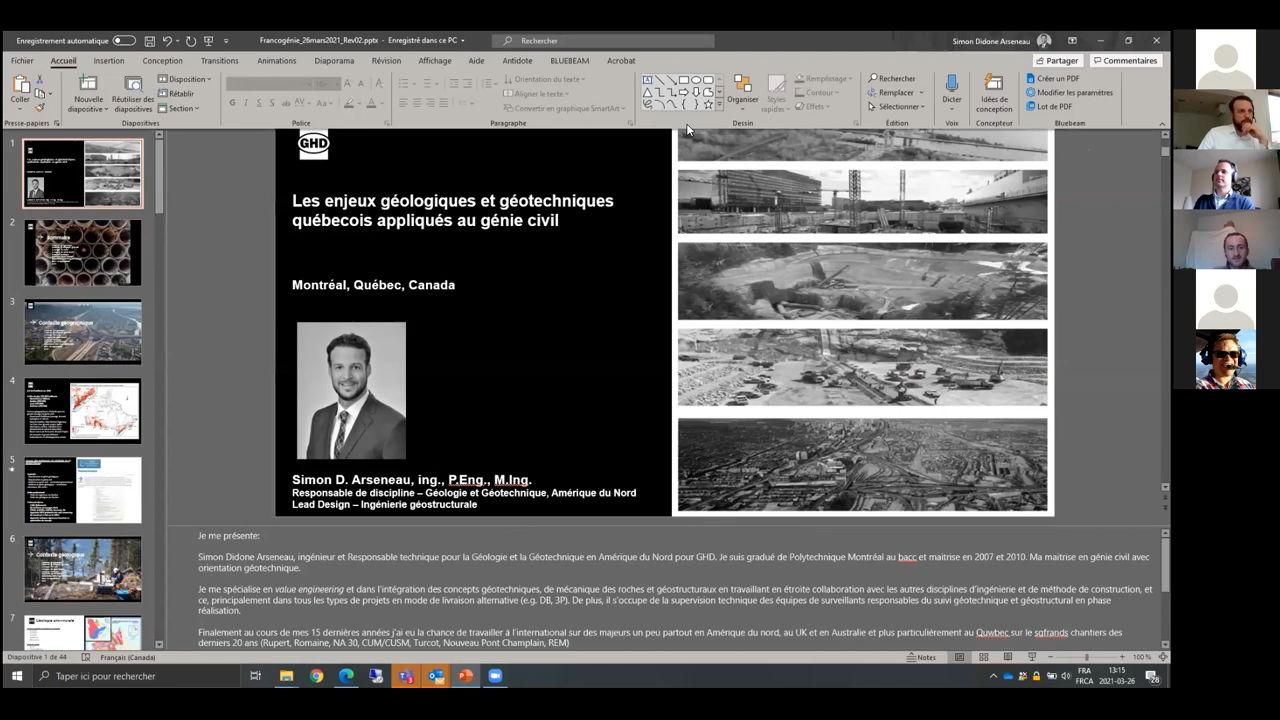 Enregistrement automatique
Francogénie_26mars2021_Rev02.pptx - Enregistré dans ce PC
Rechercher
Simon Didone Arseneau
Fichier Accueil Insertion Conception Transitions Animations Diaporama Révision Affichage Aide Antidote BLUEBEAM Acrobat
Partager Commentaires
Coller
Nouvelle diapositive
Réutiliser des diapositives
Disposition
Rétablir
Section
Orientation du texte
Aligner le texte
Convertir en graphique SmartArt
Organiser
Styles rapides
Remplissage
Contour
Effets
Rechercher
Remplacer
Sélectionner
Dicter
Idées de conception
Créer un PDF
Modifier les paramètres
Lot de PDF
Presse-papiers Diapositives Police Paragraphe Dessin Édition Voix Concepteur Bluebeam
1
2
Sommaire
3
Contexte géographique
4
5
6
Contexte géologique
7
GHD
Les enjeux géologiques et géotechniques
québecois appliqués au génie civil
Montréal, Québec, Canada
Simon D. Arseneau, ing., P.Eng., M.Ing.
Responsable de discipline – Géologie et Géotechnique, Amérique du Nord
Lead Design – Ingénierie géostructurale
Je me présente:
Simon Didone Arseneau, ingénieur et Responsable technique pour la Géologie et la Géotechnique en Amérique du Nord pour GHD. Je suis gradué de Polytechnique Montréal au bacc et maitrise en 2007 et 2010. Ma maitrise en génie civil avec
orientation géotechnique.
Je me spécialise en value engineering et dans l'intégration des concepts géotechniques, de mécanique des roches et géostructuraux en travaillant en étroite collaboration avec les autres disciplines d'ingénierie et de méthode de construction, et
ce, principalement dans tous les types de projets en mode de livraison alternative (e.g. DB, 3P). De plus, il s'occupe de la supervision technique des équipes de surveillants responsables du suivi géotechnique et géostructural en phase
réalisation.
Finalement au cours de mes 15 dernières années j'ai eu la chance de travailler à l'international sur des majeurs un peu partout en Amérique du nord, au UK et en Australie et plus particulièrement au Quwbec sur le sgfrands chantiers des
derniers 20 ans (Rupert, Romaine, NA 30, CUM/CUSM, Turcot, Nouveau Pont Champlain, REM)
Diapositive 1 de 44 Français (Canada) Notes 100 %
Taper ici pour rechercher
FRA
FRCA
13:15
2021-03-26
28